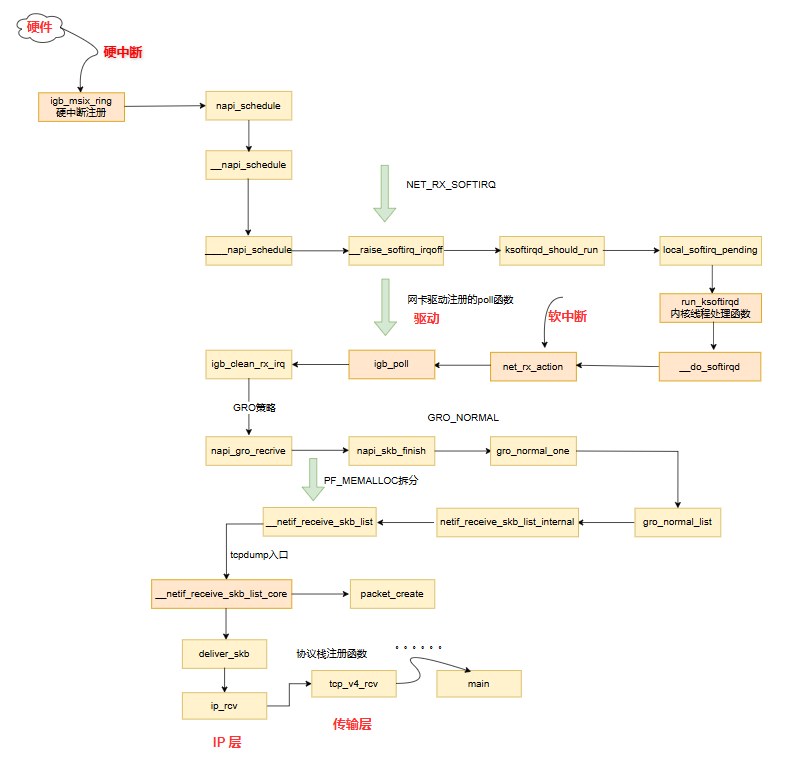 硬件
硬中断
igb_msix_ring
硬中断注册
napi_schedule
__napi_schedule
NET_RX_SOFTIRQ
____napi_schedule
__raise_softirq_irqoff
ksoftirqd_should_run
local_softirq_pending
网卡驱动注册的poll函数
驱动
软中断
run_ksoftirqd
内核线程处理函数
igb_clean_rx_irq
igb_poll
net_rx_action
__do_softirqd
GRO策略
GRO_NORMAL
napi_gro_recrive
napi_skb_finish
gro_normal_one
PF_MEMALLOC拆分
__netif_receive_skb_list
netif_receive_skb_list_internal
gro_normal_list
tcpdump入口
__netif_receive_skb_list_core
packet_create
deliver_skb
协议栈注册函数
。。。。。。
tcp_v4_rcv
main
ip_rcv
传输层
IP 层